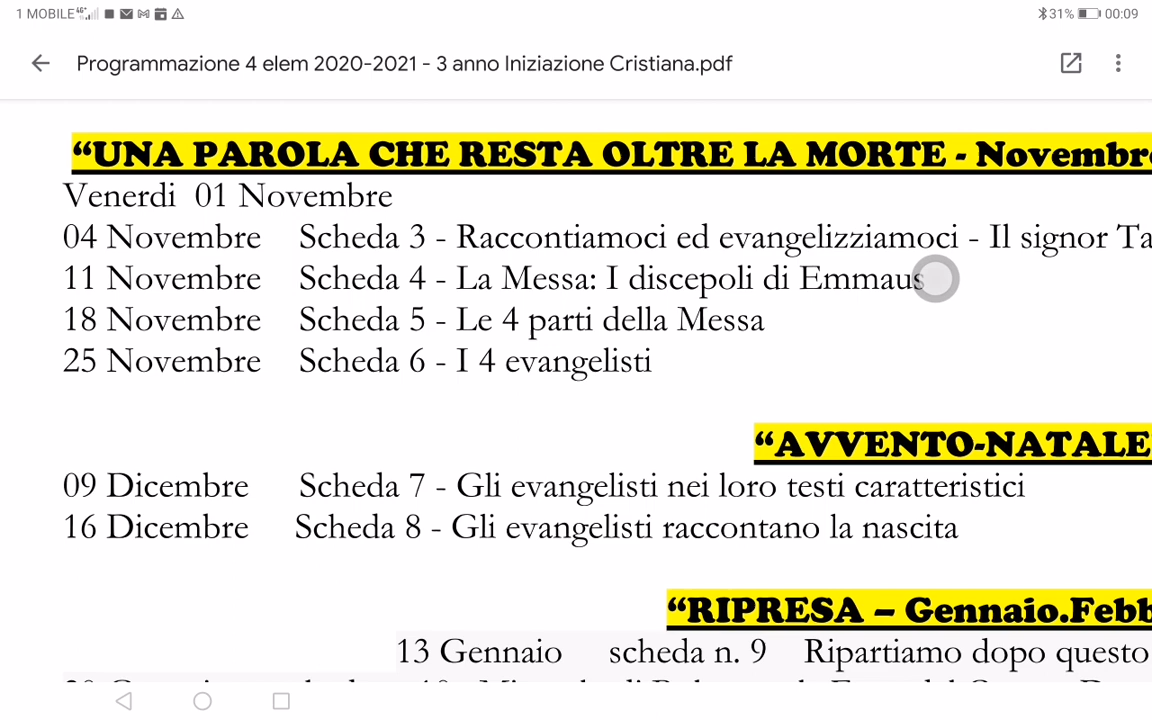 1 MOBILE 4G+ 31% 00:09
Programmazione 4 elem 2020-2021 - 3 anno Iniziazione Cristiana.pdf
“UNA PAROLA CHE RESTA OLTRE LA MORTE - Novembre
Venerdi 01 Novembre
04 Novembre Scheda 3 - Raccontiamoci ed evangelizziamoci - Il signor Ta
11 Novembre Scheda 4 - La Messa: I discepoli di Emmaus
18 Novembre Scheda 5 - Le 4 parti della Messa
25 Novembre Scheda 6 - I 4 evangelisti
“AVVENTO-NATALE
09 Dicembre Scheda 7 - Gli evangelisti nei loro testi caratteristici
16 Dicembre Scheda 8 - Gli evangelisti raccontano la nascita
“RIPRESA – Gennaio.Febb
13 Gennaio scheda n. 9 Ripartiamo dopo questo